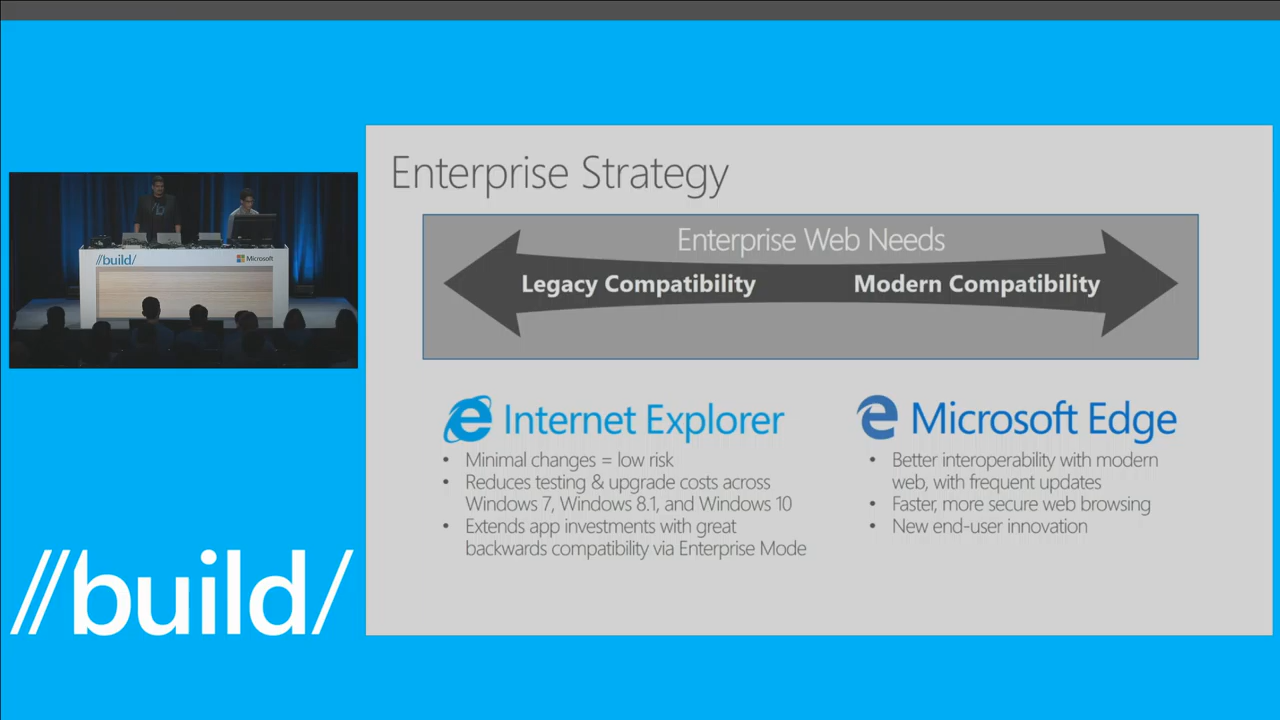 Enterprise Strategy
Enterprise Web Needs
Legacy Compatibility
Modern Compatibility
Internet Explorer
• Minimal changes = low risk
• Reduces testing & upgrade costs across
Windows 7, Windows 8.1, and Windows 10
• Extends app investments with great
backwards compatibility via Enterprise Mode
Microsoft Edge
• Better interoperability with modern
web, with frequent updates
• Faster, more secure web browsing
• New end-user innovation
//build/
Microsoft
//build/